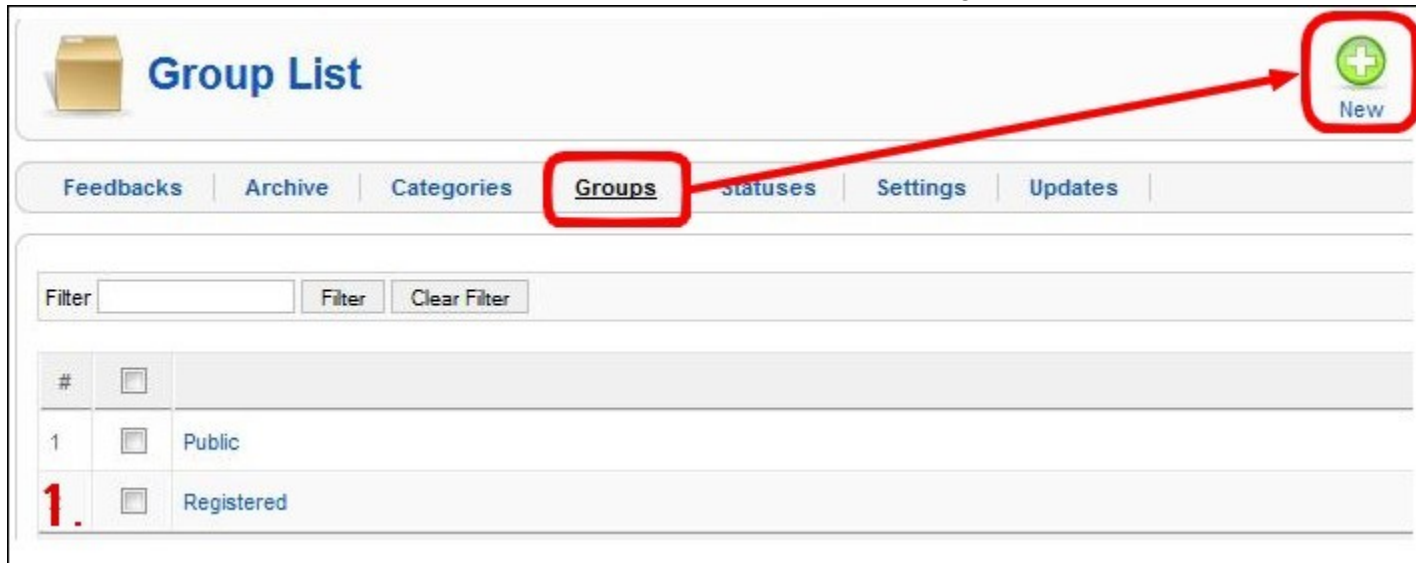 Group List
New
Feedbacks Archive Categories Groups Statuses Settings Updates
Filter Filter Clear Filter
#
1 Public
1. Registered